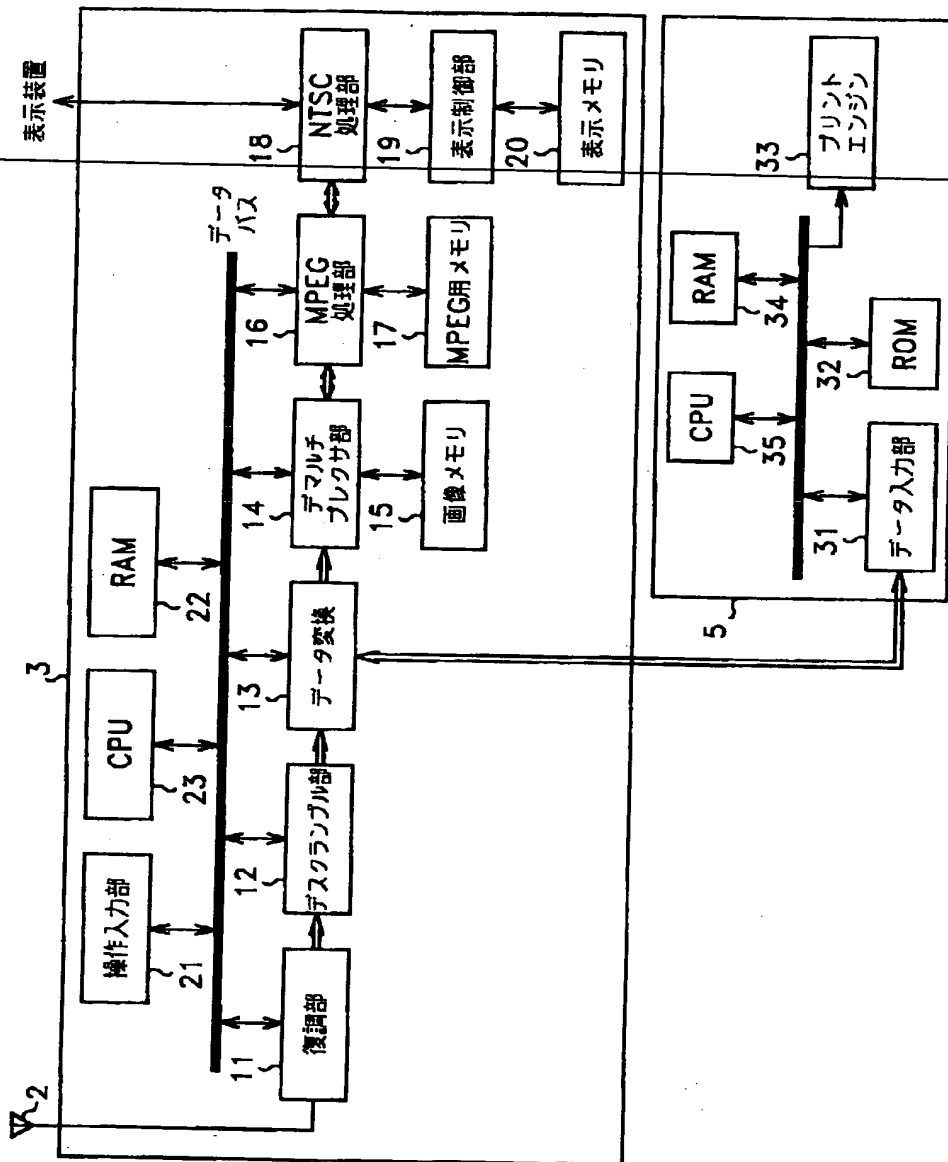 表示装置
3
2
操作入力部
21
CPU
23
RAM
22
データ
バス
復調部
11
デスクランブル部
12
データ変換
13
デマルチ
プレクサ部
14
画像メモリ
15
MPEG
処理部
16
MPEG用メモリ
17
NTSC
処理部
18
表示制御部
19
表示メモリ
20
5
CPU
35
RAM
34
データ入力部
31
ROM
32
プリント
エンジン
33